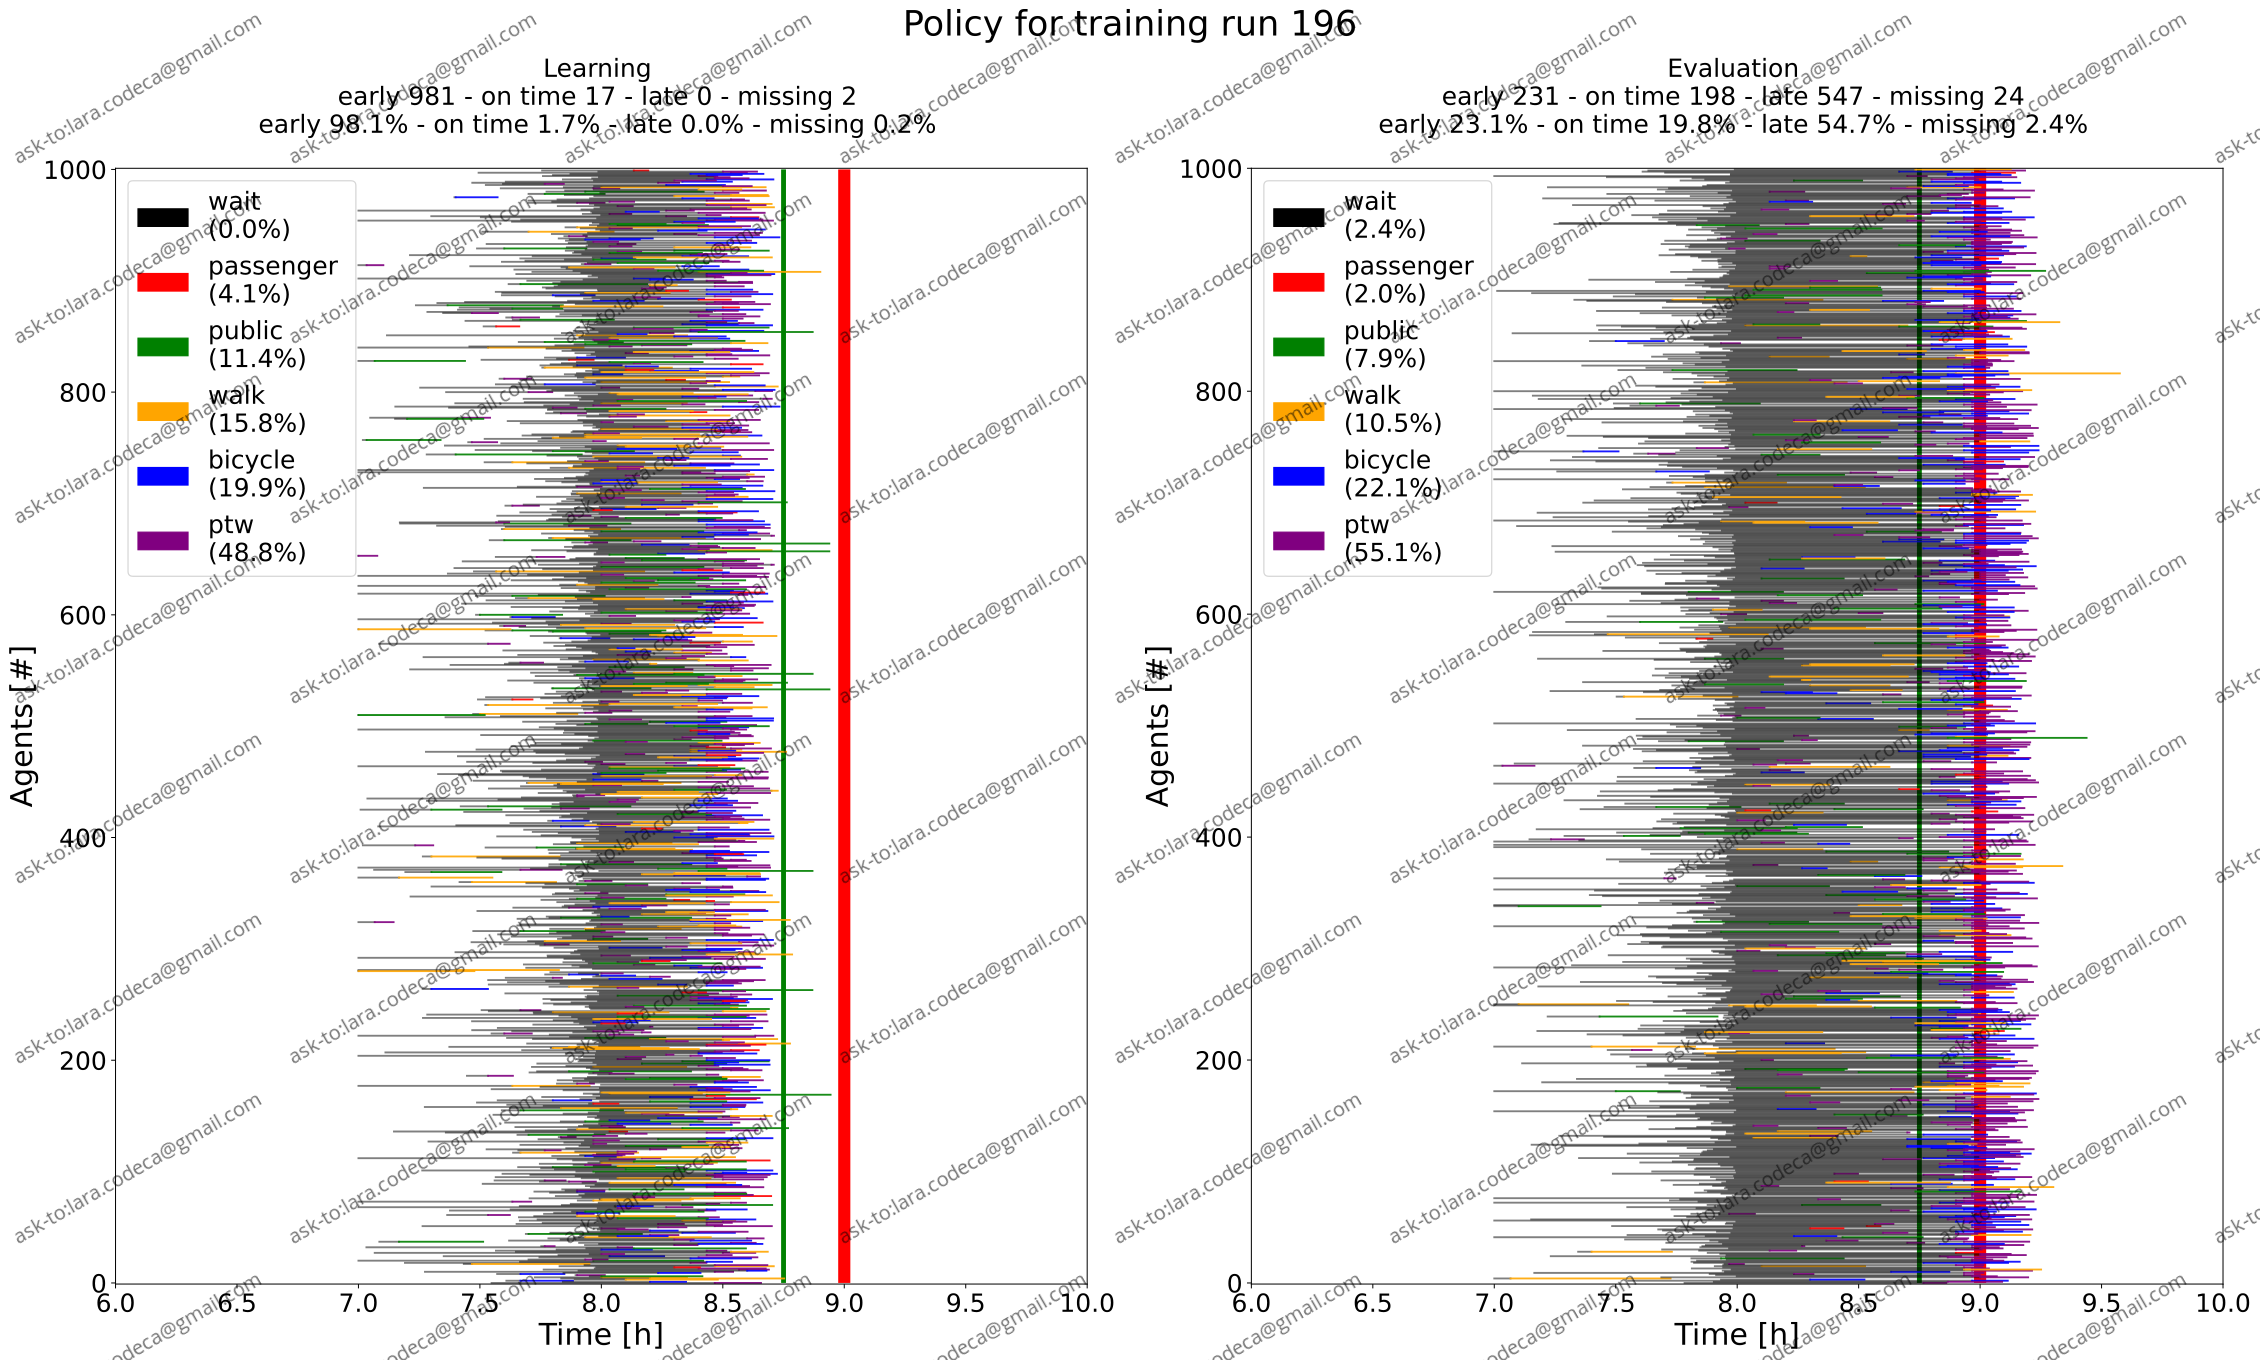 Policy for training run 196
Learning
early 981 - on time 17 - late 0 - missing 2
early 98.1% - on time 1.7% - late 0.0% - missing 0.2%
Evaluation
early 231 - on time 198 - late 547 - missing 24
early 23.1% - on time 19.8% - late 54.7% - missing 2.4%
ask-to:lara.codeca@gmail.com
Agents [#]
1000
800
600
400
200
0
wait
(0.0%)
passenger
(4.1%)
public
(11.4%)
walk
(15.8%)
bicycle
(19.9%)
ptw
(48.8%)
6.0 6.5 7.0 7.5 8.0 8.5 9.0 9.5 10.0
Time [h]
Agents [#]
1000
800
600
400
200
0
wait
(2.4%)
passenger
(2.0%)
public
(7.9%)
walk
(10.5%)
bicycle
(22.1%)
ptw
(55.1%)
6.0 6.5 7.0 7.5 8.0 8.5 9.0 9.5 10.0
Time [h]